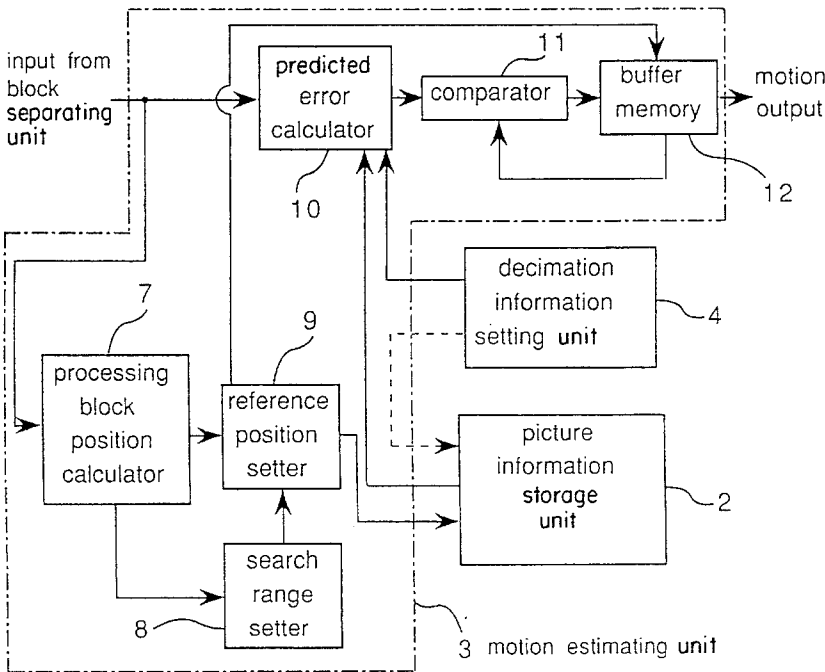 input from
block
separating
unit
predicted
error
calculator
10
11
comparator
buffer
memory
12
motion
output
decimation
information
setting unit
4
7
processing
block
position
calculator
9
reference
position
setter
picture
information
storage
unit
2
search
range
setter
8
3 motion estimating unit